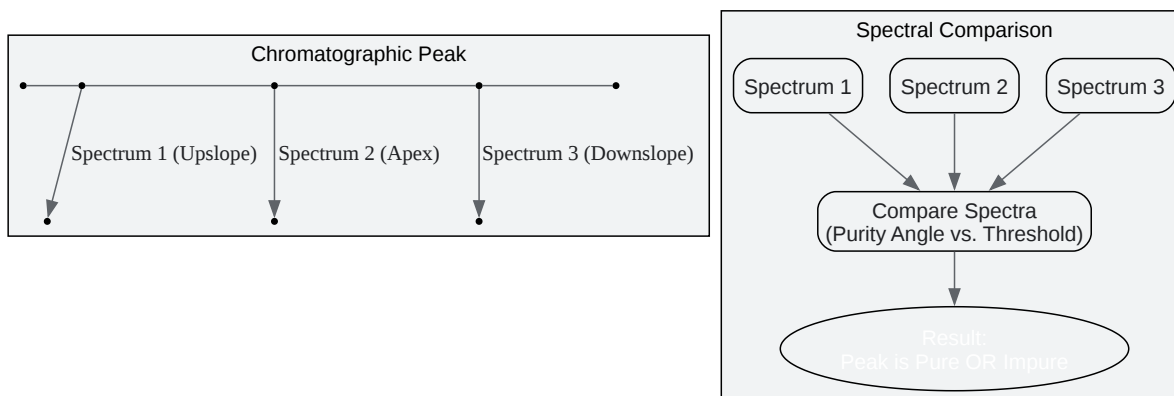 Chromatographic Peak
Spectrum 1 (Upslope)
Spectrum 2 (Apex)
Spectrum 3 (Downslope)
Spectral Comparison
Spectrum 1
Spectrum 2
Spectrum 3
Compare Spectra
(Purity Angle vs. Threshold)
Result:
Peak is Pure OR Impure